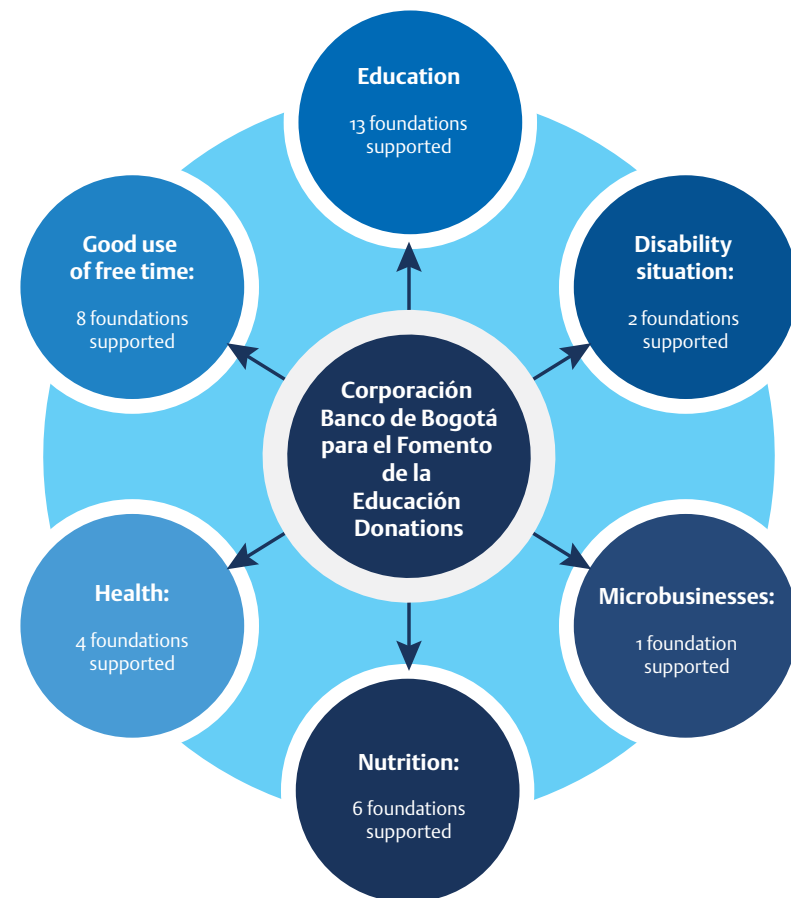 Education
13 foundations
supported
Good use
of free time:
8 foundations
supported
Disability
situation:
2 foundations
supported
Corporación
Banco de Bogotá
para el Fomento
de la
Educación
Donations
Health:
4 foundations
supported
Microbusinesses:
1 foundation
supported
Nutrition:
6 foundations
supported